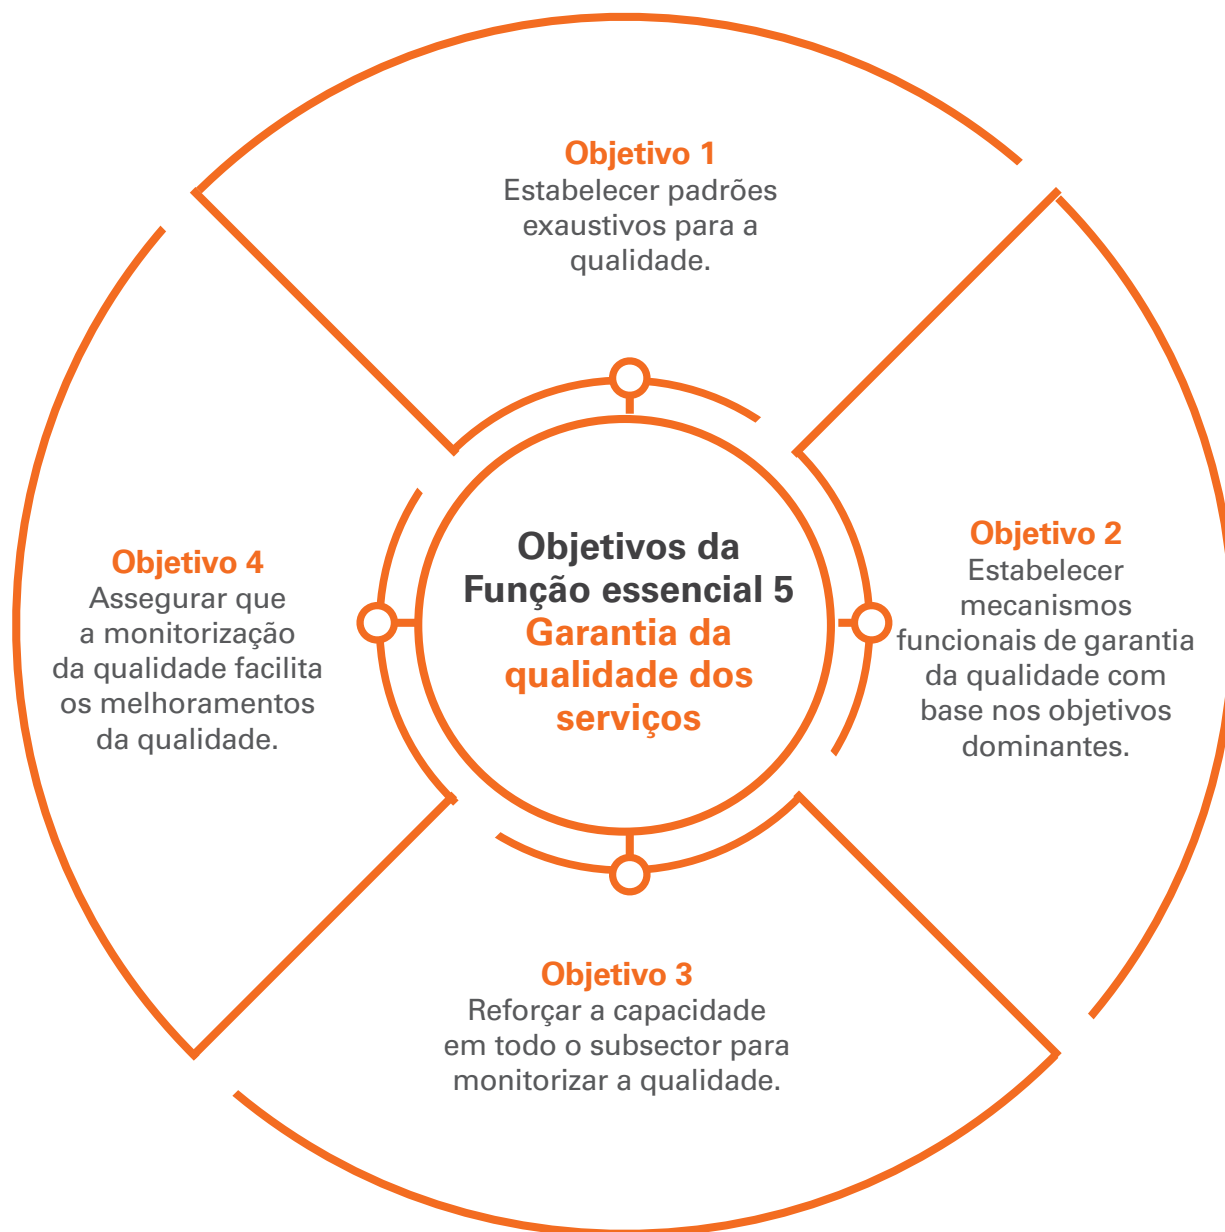 Objetivo 1
Estabelecer padrões
exaustivos para a
qualidade.
Objetivo 2
Estabelecer
mecanismos
funcionais de garantia
da qualidade com
base nos objetivos
dominantes.
Objetivo 3
Reforçar a capacidade
em todo o subsector para
monitorizar a qualidade.
Objetivo 4
Assegurar que
a monitorização
da qualidade facilita
os melhoramentos
da qualidade.
Objetivos da
Função essencial 5
Garantia da
qualidade dos
serviços